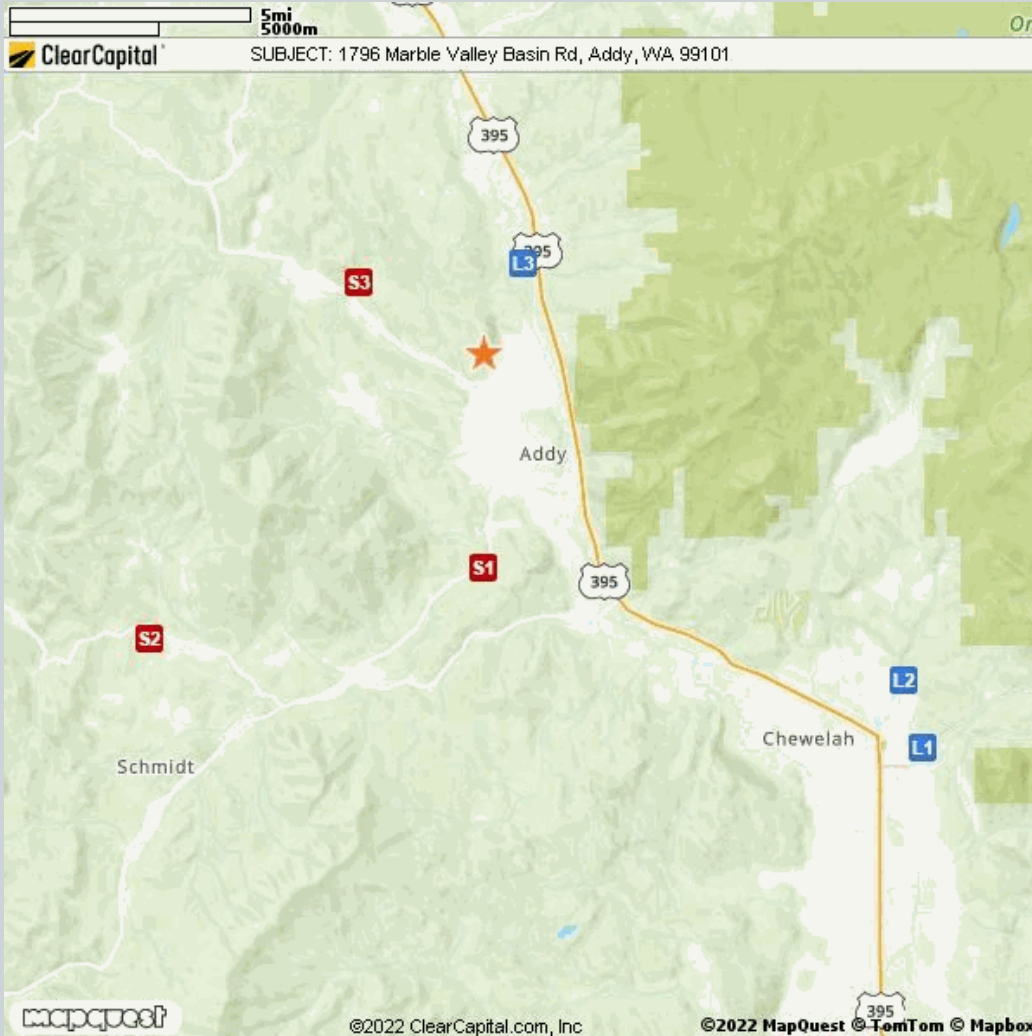 5mi
5000m
ClearCapital SUBJECT: 1796 Marble Valley Basin Rd, Addy, WA 99101
Or
395
395
L3
S3
Addy
S1
395
S2
L2
Chewelah
L1
Schmidt
395
mapquest ©2022 ClearCapital.com, Inc ©2022 MapQuest © TomTom © Mapbox